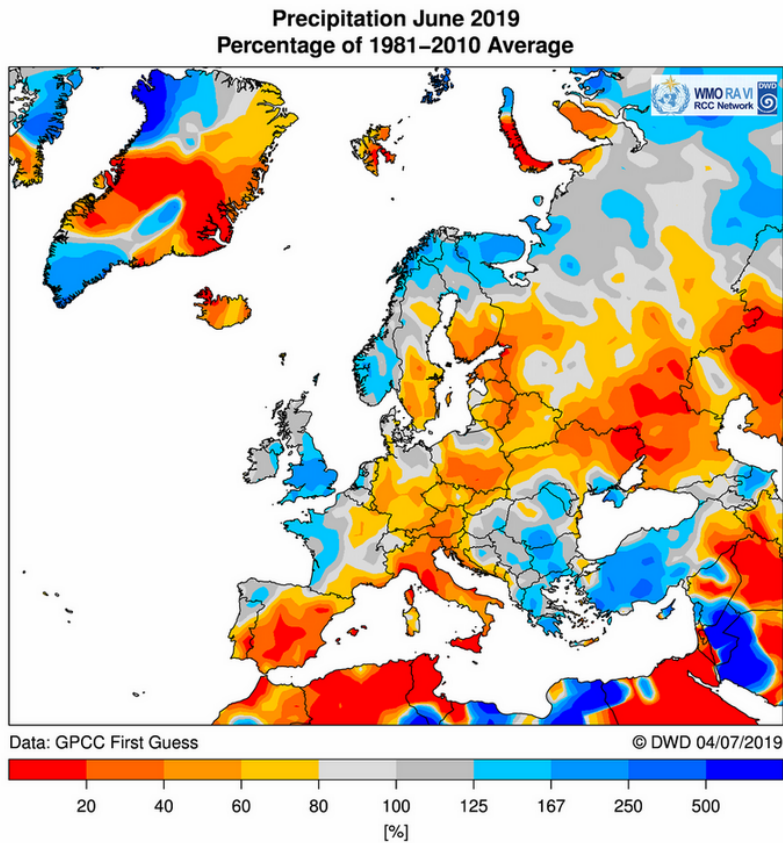 Precipitation June 2019
Percentage of 1981–2010 Average
WMO RA VI
RCC Network
DWD
Data: GPCC First Guess
© DWD 04/07/2019
20 40 60 80 100 125 167 250 500
[%]